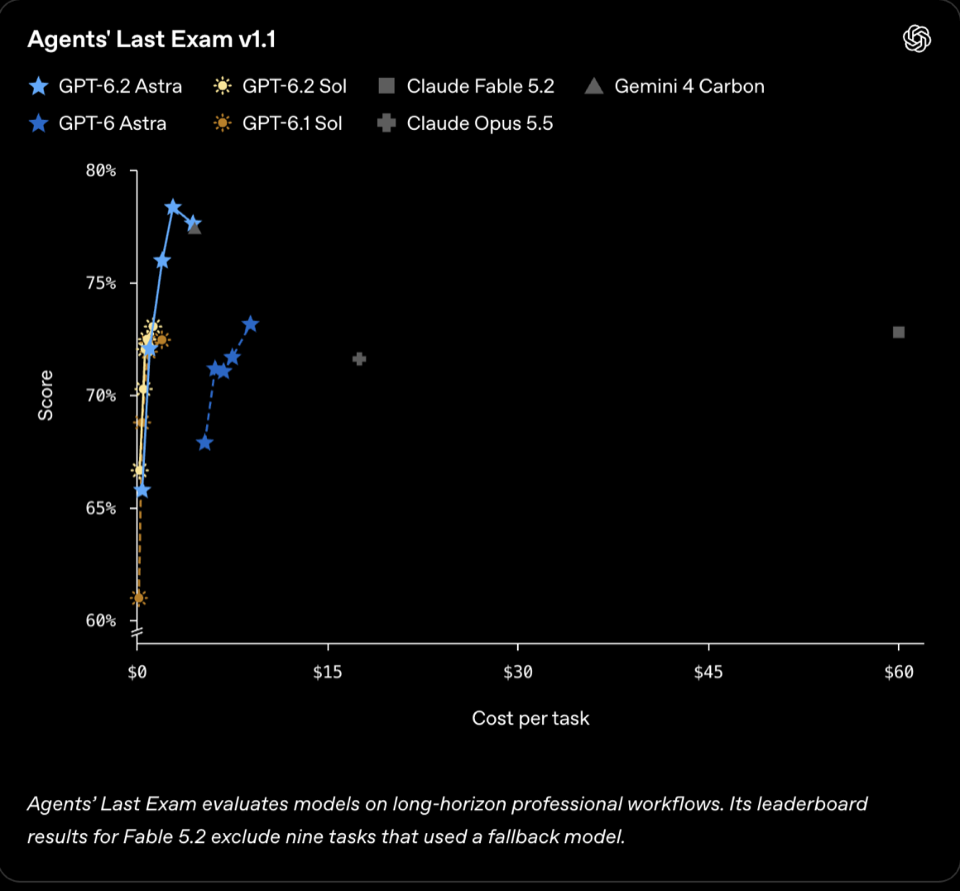 Agents' Last Exam v1.1
GPT-6.2 Astra
GPT-6.2 Sol
Claude Fable 5.2
Gemini 4 Carbon
GPT-6 Astra
GPT-6.1 Sol
Claude Opus 5.5
80%
75%
70%
65%
60%
Score
$0
$15
$30
$45
$60
Cost per task
Agents’ Last Exam evaluates models on long-horizon professional workflows. Its leaderboard
results for Fable 5.2 exclude nine tasks that used a fallback model.